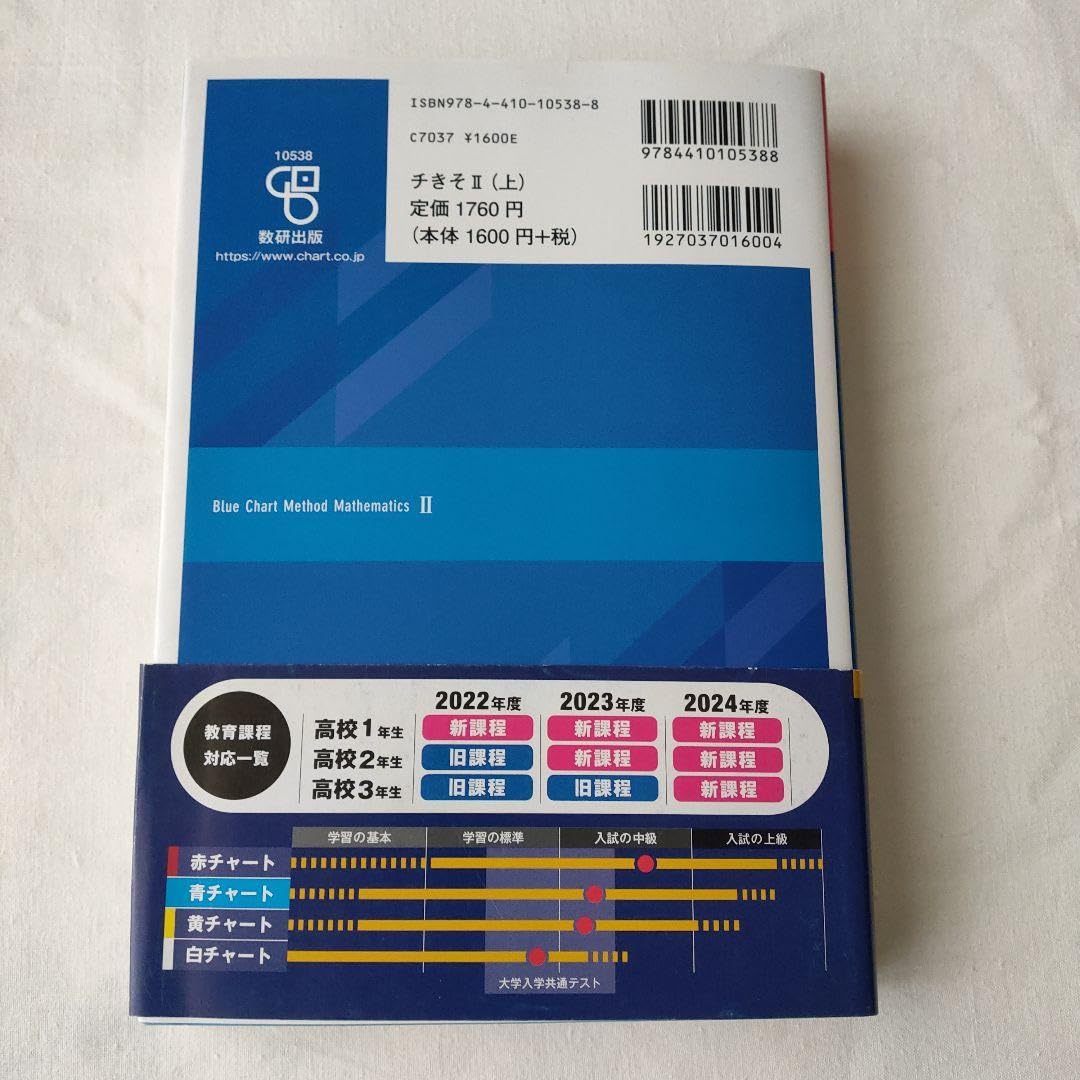 ISBN978-4-410-10538-8
C7037 ¥1600E
チきそⅡ(上)
定価 1760 円
(本体 1600 円+税)
9784410105388
1927037016004
10538
数研出版
https://www.chart.co.jp
Blue Chart Method Mathematics Ⅱ
教育課程
対応一覧
2022年度 2023年度 2024年度
高校1年生 新課程 新課程 新課程
高校2年生 旧課程 新課程 新課程
高校3年生 旧課程 旧課程 新課程
学習の基本 学習の標準 入試の中級 入試の上級
赤チャート
青チャート
黄チャート
白チャート
大学入学共通テスト